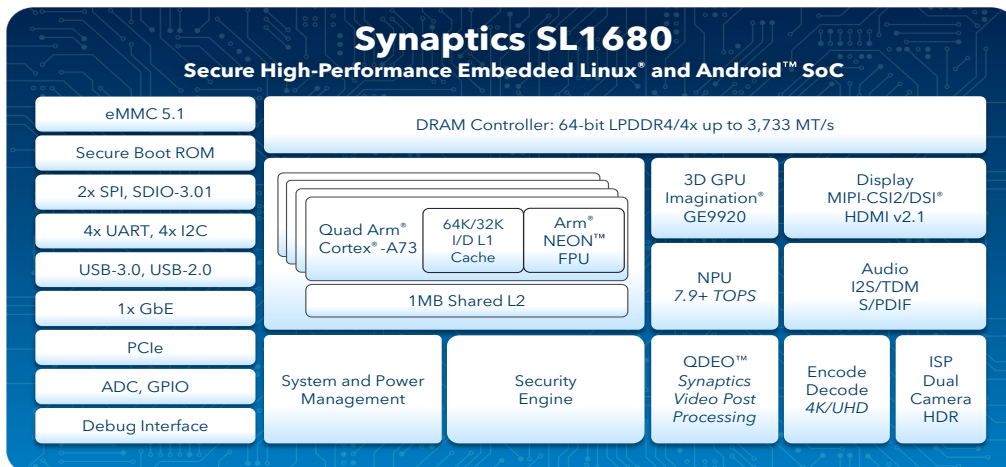 Synaptics SL1680
Secure High-Performance Embedded Linux® and Android™ SoC
eMMC 5.1
Secure Boot ROM
2x SPI, SDIO-3.01
4x UART, 4x I2C
USB-3.0, USB-2.0
1x GbE
PCIe
ADC, GPIO
Debug Interface
DRAM Controller: 64-bit LPDDR4/4x up to 3,733 MT/s
Quad Arm®
Cortex® -A73
64K/32K
I/D L1
Cache
Arm®
NEON™
FPU
1MB Shared L2
3D GPU
Imagination®
GE9920
Display
MIPI-CSI2/DSI®
HDMI v2.1
NPU
7.9+ TOPS
Audio
I2S/TDM
S/PDIF
System and Power
Management
Security
Engine
QDEO™
Synaptics
Video Post
Processing
Encode
Decode
4K/UHD
ISP
Dual
Camera
HDR